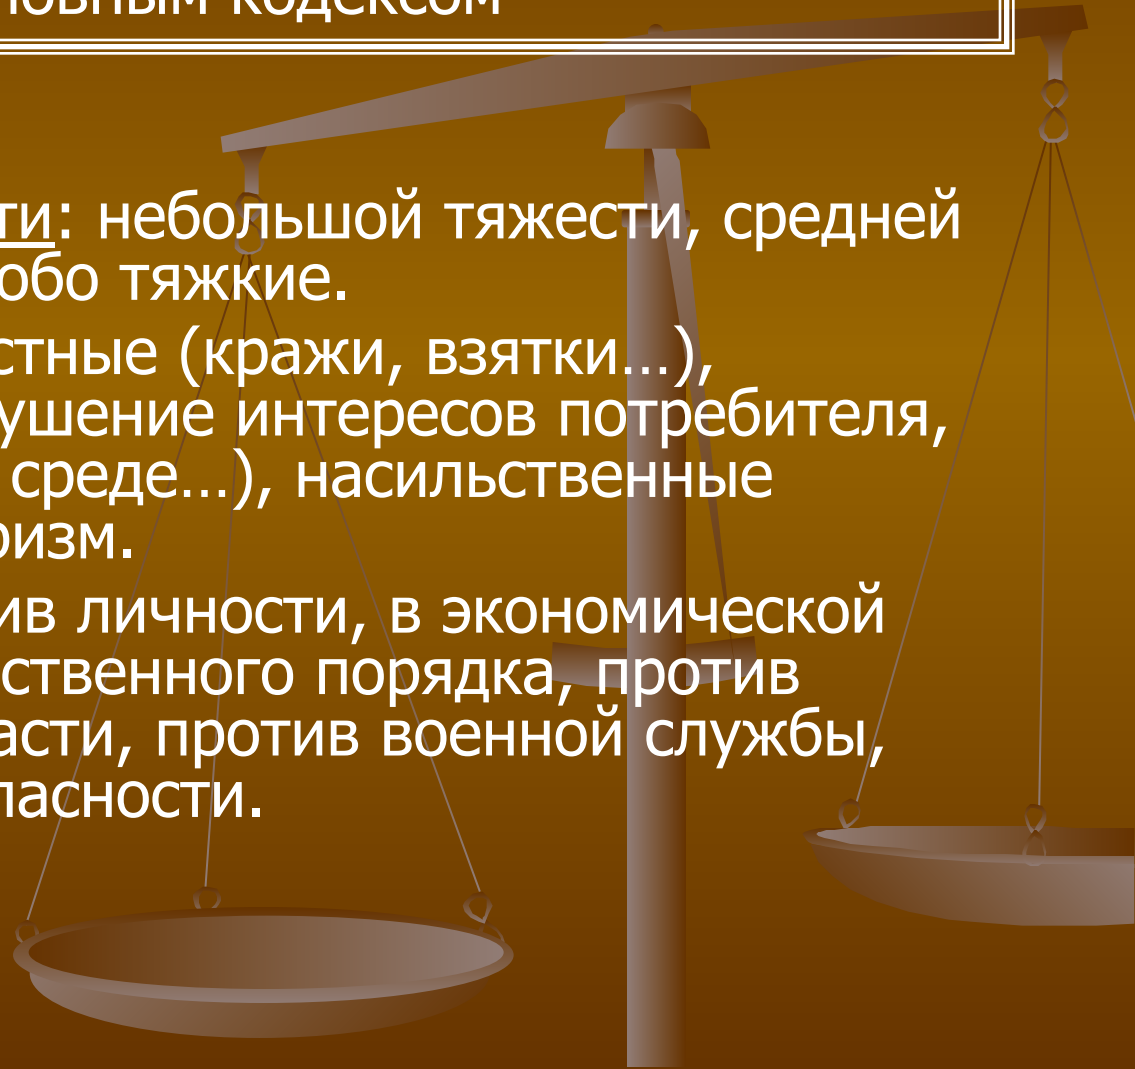 ловным кодексом
ти: небольшой тяжести, средней
обо тяжкие.
стные (кражи, взятки…),
ушение интересов потребителя,
среде…), насильственные
ризм.
ив личности, в экономической
ственного порядка, против
асти, против военной службы,
пасности.